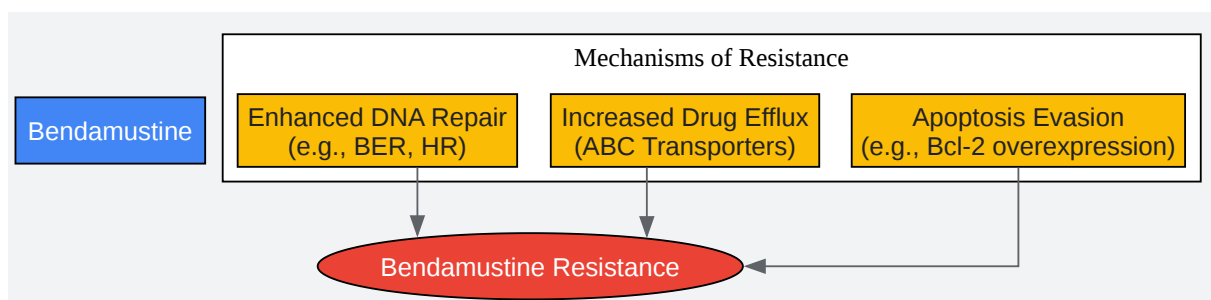 Mechanisms of Resistance
Bendamustine
Enhanced DNA Repair
(e.g., BER, HR)
Increased Drug Efflux
(ABC Transporters)
Apoptosis Evasion
(e.g., Bcl-2 overexpression)
Bendamustine Resistance